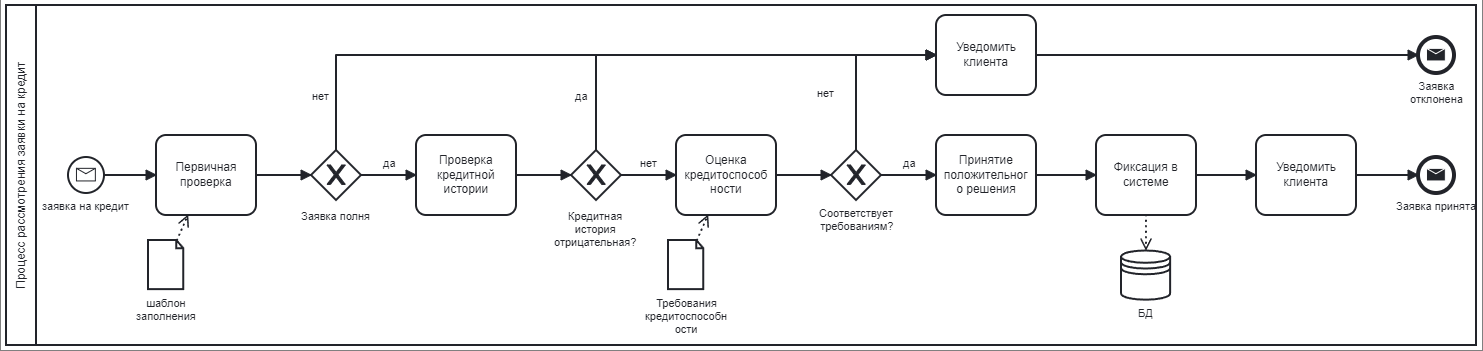 Процесс рассмотрения заявки на кредит
Уведомить
клиента
Заявка
отклонена
нет
да
нет
заявка на кредит
Первичная
проверка
шаблон
заполнения
Заявка полня
да
Проверка
кредитной
истории
Кредитная
история
отрицательная?
нет
Оценка
кредитоспособ
ности
Требования
кредитоспособн
ости
Соответствует
требованиям?
да
Принятие
положительног
о решения
Фиксация в
системе
БД
Уведомить
клиента
Заявка принята